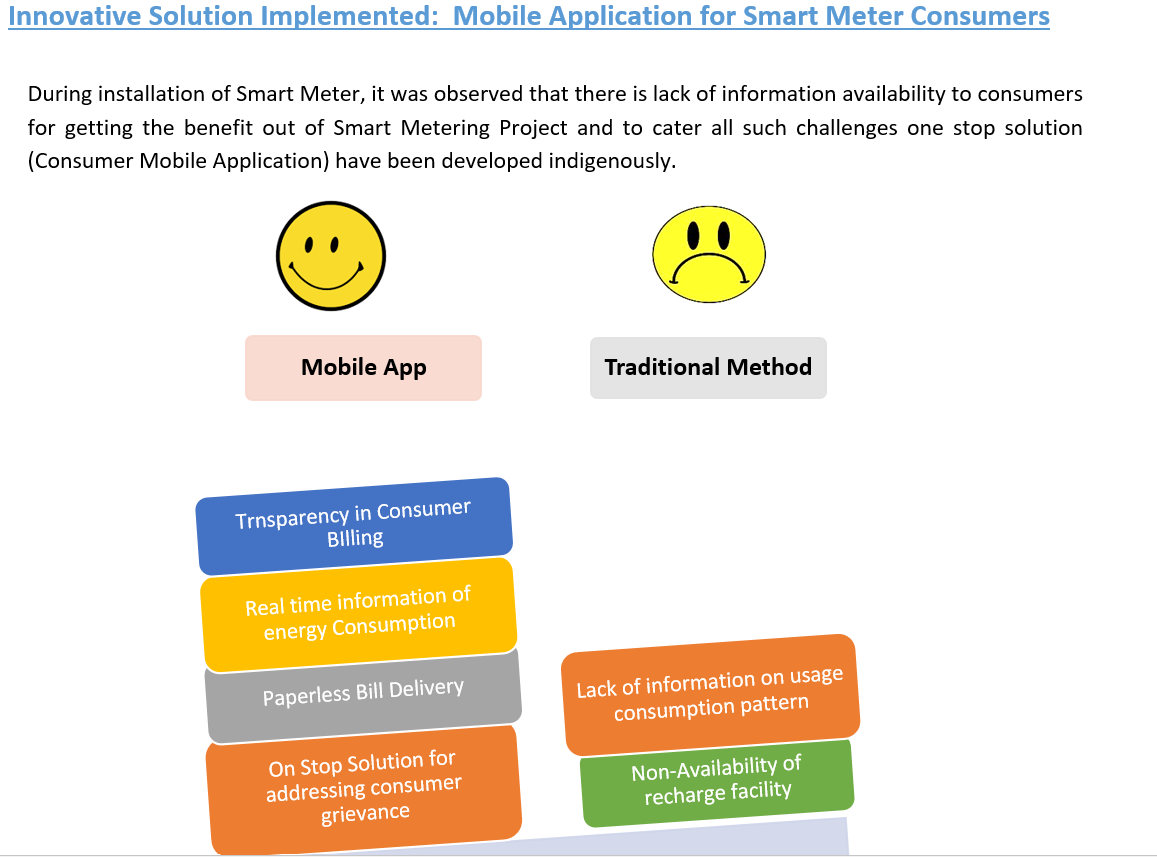 Innovative Solution Implemented:  Mobile Application for Smart Meter Consumers
During installation of Smart Meter, it was observed that there is lack of information availability to consumers
for getting the benefit out of Smart Metering Project and to cater all such challenges one stop solution
(Consumer Mobile Application) have been developed indigenously.
Mobile App
Traditional Method
Trnsparency in Consumer
BIlling
Real time information of
energy Consumption
Paperless Bill Delivery
On Stop Solution for
addressing consumer
grievance
Lack of information on usage
consumption pattern
Non-Availability of
recharge facility